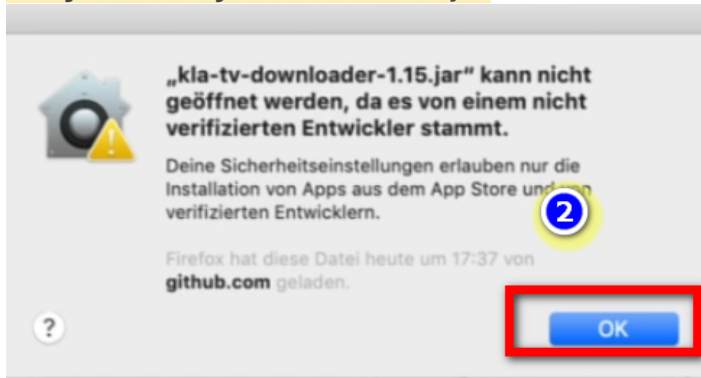 „kla-tv-downloader-1.15.jar“ kann nicht
geöffnet werden, da es von einem nicht
verifizierten Entwickler stammt.
Deine Sicherheitseinstellungen erlauben nur die
Installation von Apps aus dem App Store und von
verifizierten Entwicklern.
2
Firefox hat diese Datei heute um 17:37 von
github.com geladen.
?
OK